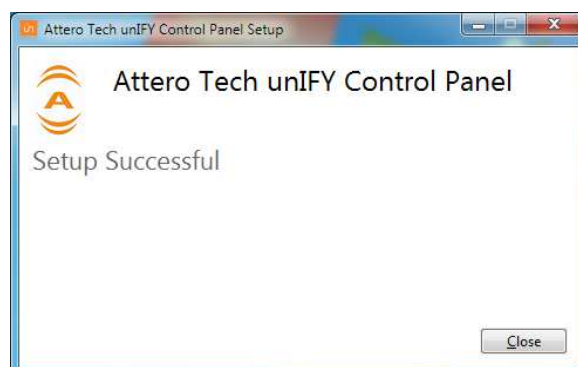 Attero Tech unIFY Control Panel Setup
Attero Tech unIFY Control Panel
A
Setup Successful
Close